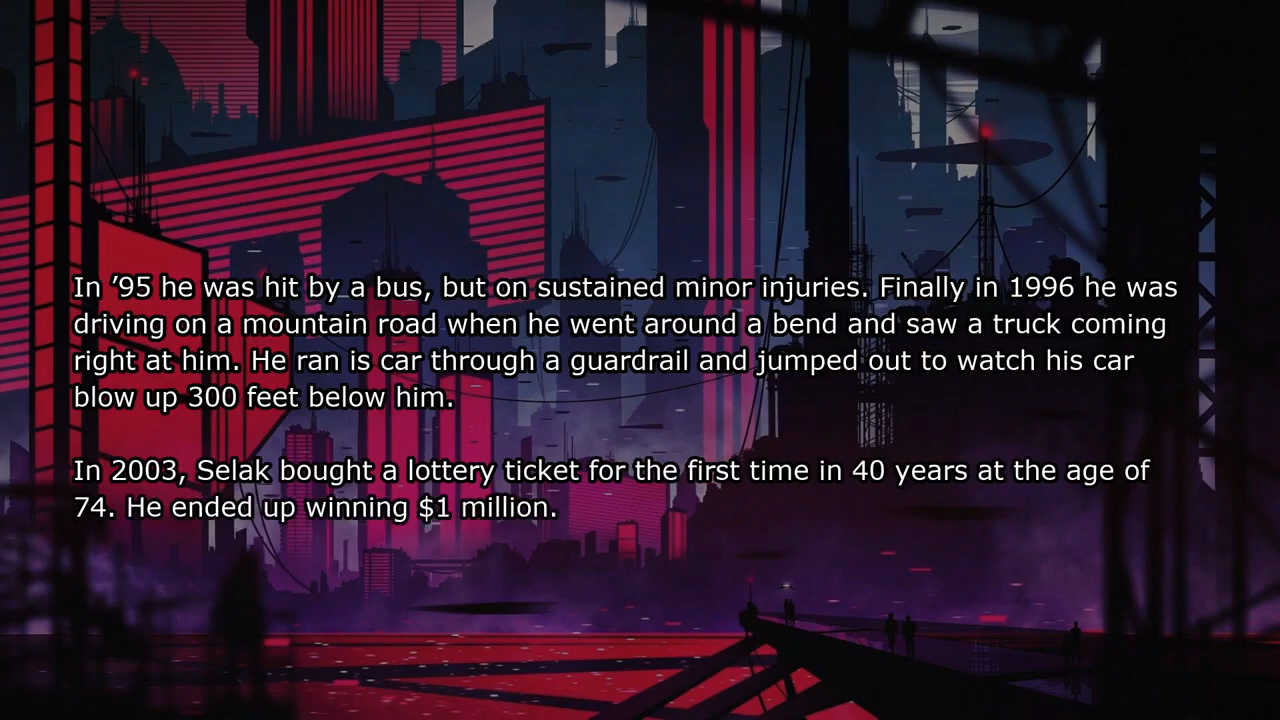 In ’95 he was hit by a bus, but on sustained minor injuries. Finally in 1996 he was
driving on a mountain road when he went around a bend and saw a truck coming
right at him. He ran is car through a guardrail and jumped out to watch his car
blow up 300 feet below him.
In 2003, Selak bought a lottery ticket for the first time in 40 years at the age of
74. He ended up winning $1 million.